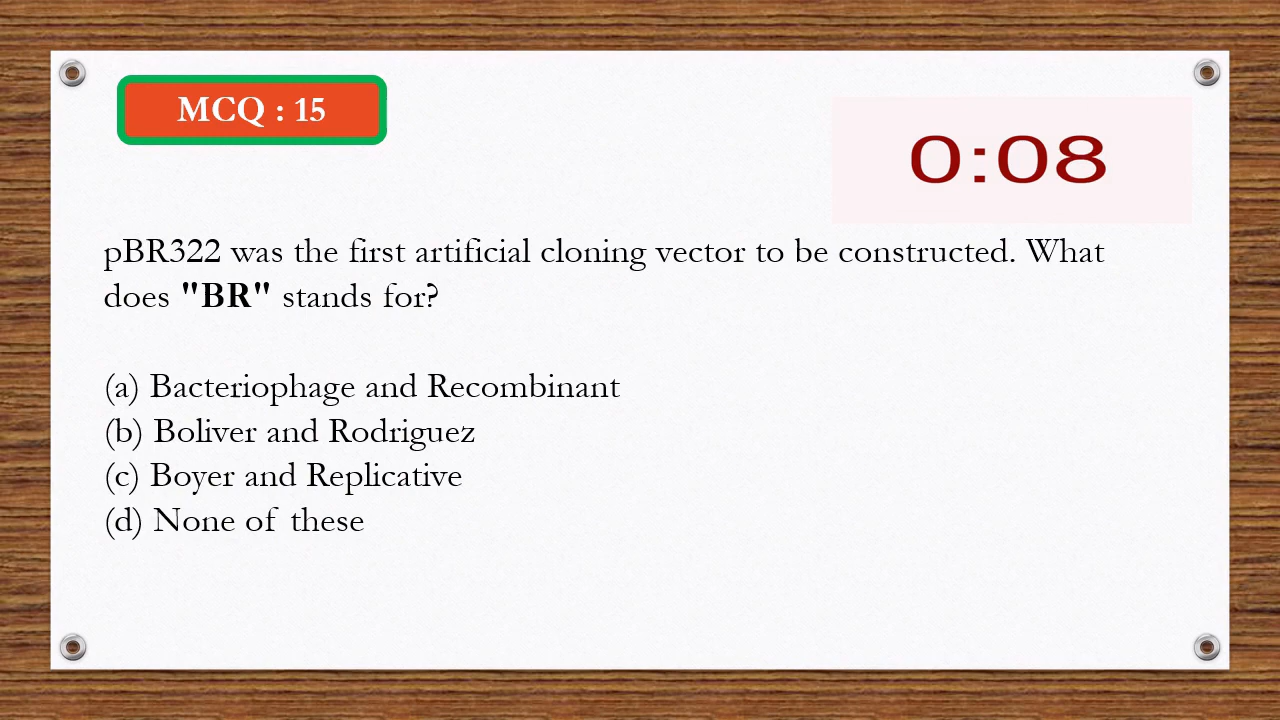 MCQ : 15
0:08
pBR322 was the first artificial cloning vector to be constructed. What
does "BR" stands for?
(a) Bacteriophage and Recombinant
(b) Boliver and Rodriguez
(c) Boyer and Replicative
(d) None of these